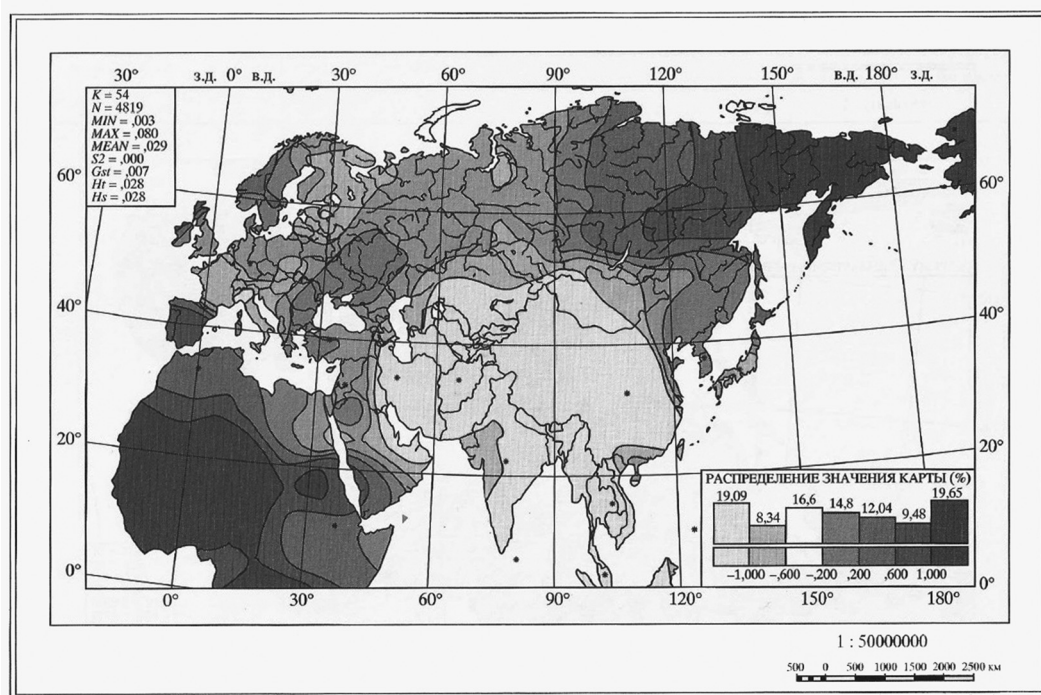 30° з.д. 0° в.д. 30° 60° 90° 120° 150° в.д. 180° з.д.
K = 54
N = 4819
MIN = ,003
MAX = ,080
MEAN = ,029
S2 = ,000
Gst = ,007
Ht = ,028
Hs = ,028
60° 60°
40° 40°
20° 20°
РАСПРЕДЕЛЕНИЕ ЗНАЧЕНИЯ КАРТЫ (%)
19,09 8,34 16,6 14,8 12,04 9,48 19,65
–1,000 –,600 –,200 ,200 ,600 1,000
0° 0°
0° 30° 60° 90° 120° 150° 180°
1 : 50000000
500 0 500 1000 1500 2000 2500 км